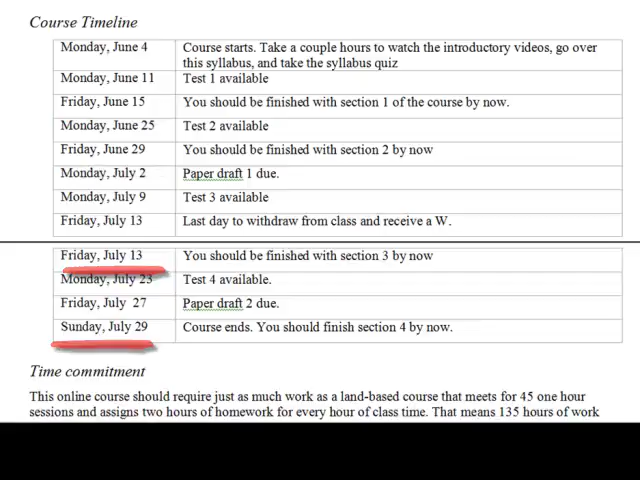 Course Timeline
Monday, June 4 Course starts. Take a couple hours to watch the introductory videos, go over
this syllabus, and take the syllabus quiz
Monday, June 11 Test 1 available
Friday, June 15 You should be finished with section 1 of the course by now.
Monday, June 25 Test 2 available
Friday, June 29 You should be finished with section 2 by now
Monday, July 2 Paper draft 1 due.
Monday, July 9 Test 3 available
Friday, July 13 Last day to withdraw from class and receive a W.
Friday, July 13 You should be finished with section 3 by now
Monday, July 23 Test 4 available.
Friday, July 27 Paper draft 2 due.
Sunday, July 29 Course ends. You should finish section 4 by now.
Time commitment
This online course should require just as much work as a land-based course that meets for 45 one hour
sessions and assigns two hours of homework for every hour of class time. That means 135 hours of work